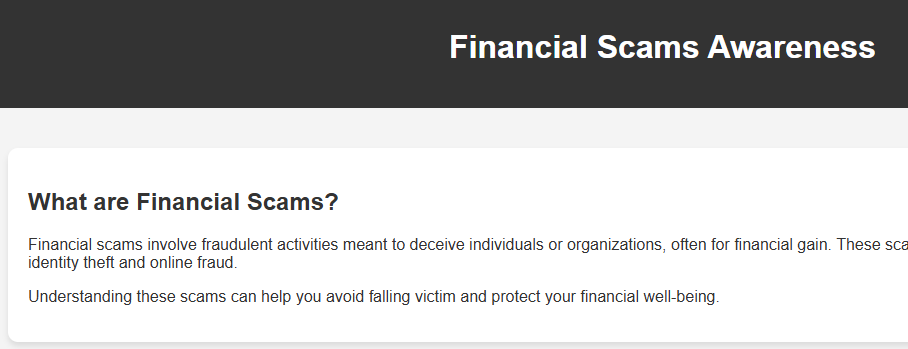 Financial Scams Awareness
What are Financial Scams?
Financial scams involve fraudulent activities meant to deceive individuals or organizations, often for financial gain. These
identity theft and online fraud.
Understanding these scams can help you avoid falling victim and protect your financial well-being.